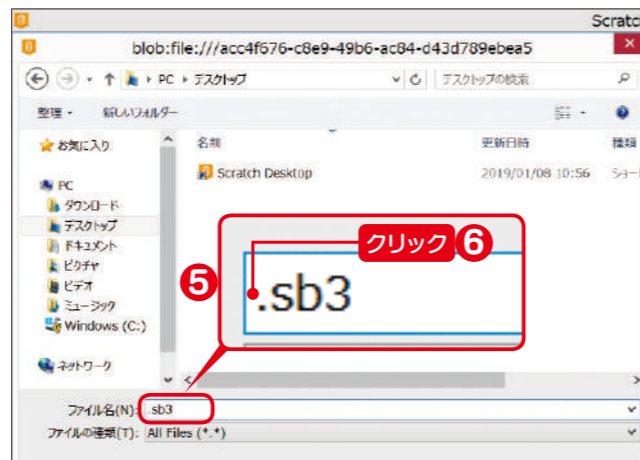 Scratc
blob:file:///acc4f676-c8e9-49b6-ac84-d43d789ebea5
PC デスクトップ デスクトップの検索
整理 新しいフォルダー
お気に入り 名前 更新日時 種類
Scratch Desktop 2019/01/08 10:56 ショー
PC
ダウンロード
デスクトップ
ドキュメント
ピクチャ
ビデオ
ミュージック
Windows (C:)
ネットワーク
クリック 6
5
.sb3
ファイル名(N): .sb3
ファイルの種類(T): All Files (*.*)